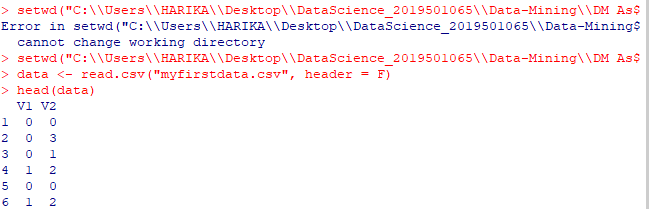 > setwd("C:\\Users\\HARIKA\\Desktop\\DataScience_2019501065\\Data-Mining\\DM As$
Error in setwd("C:\\Users\\HARIKA\\Desktop\\DataScience_2019501065\\Data-Mining$
  cannot change working directory
> setwd("C:\\Users\\HARIKA\\Desktop\\DataScience_2019501065\\Data-Mining\\DM As$
> data <- read.csv("myfirstdata.csv", header = F)
> head(data)
  V1 V2
1  0  0
2  0  3
3  0  1
4  1  2
5  0  0
6  1  2